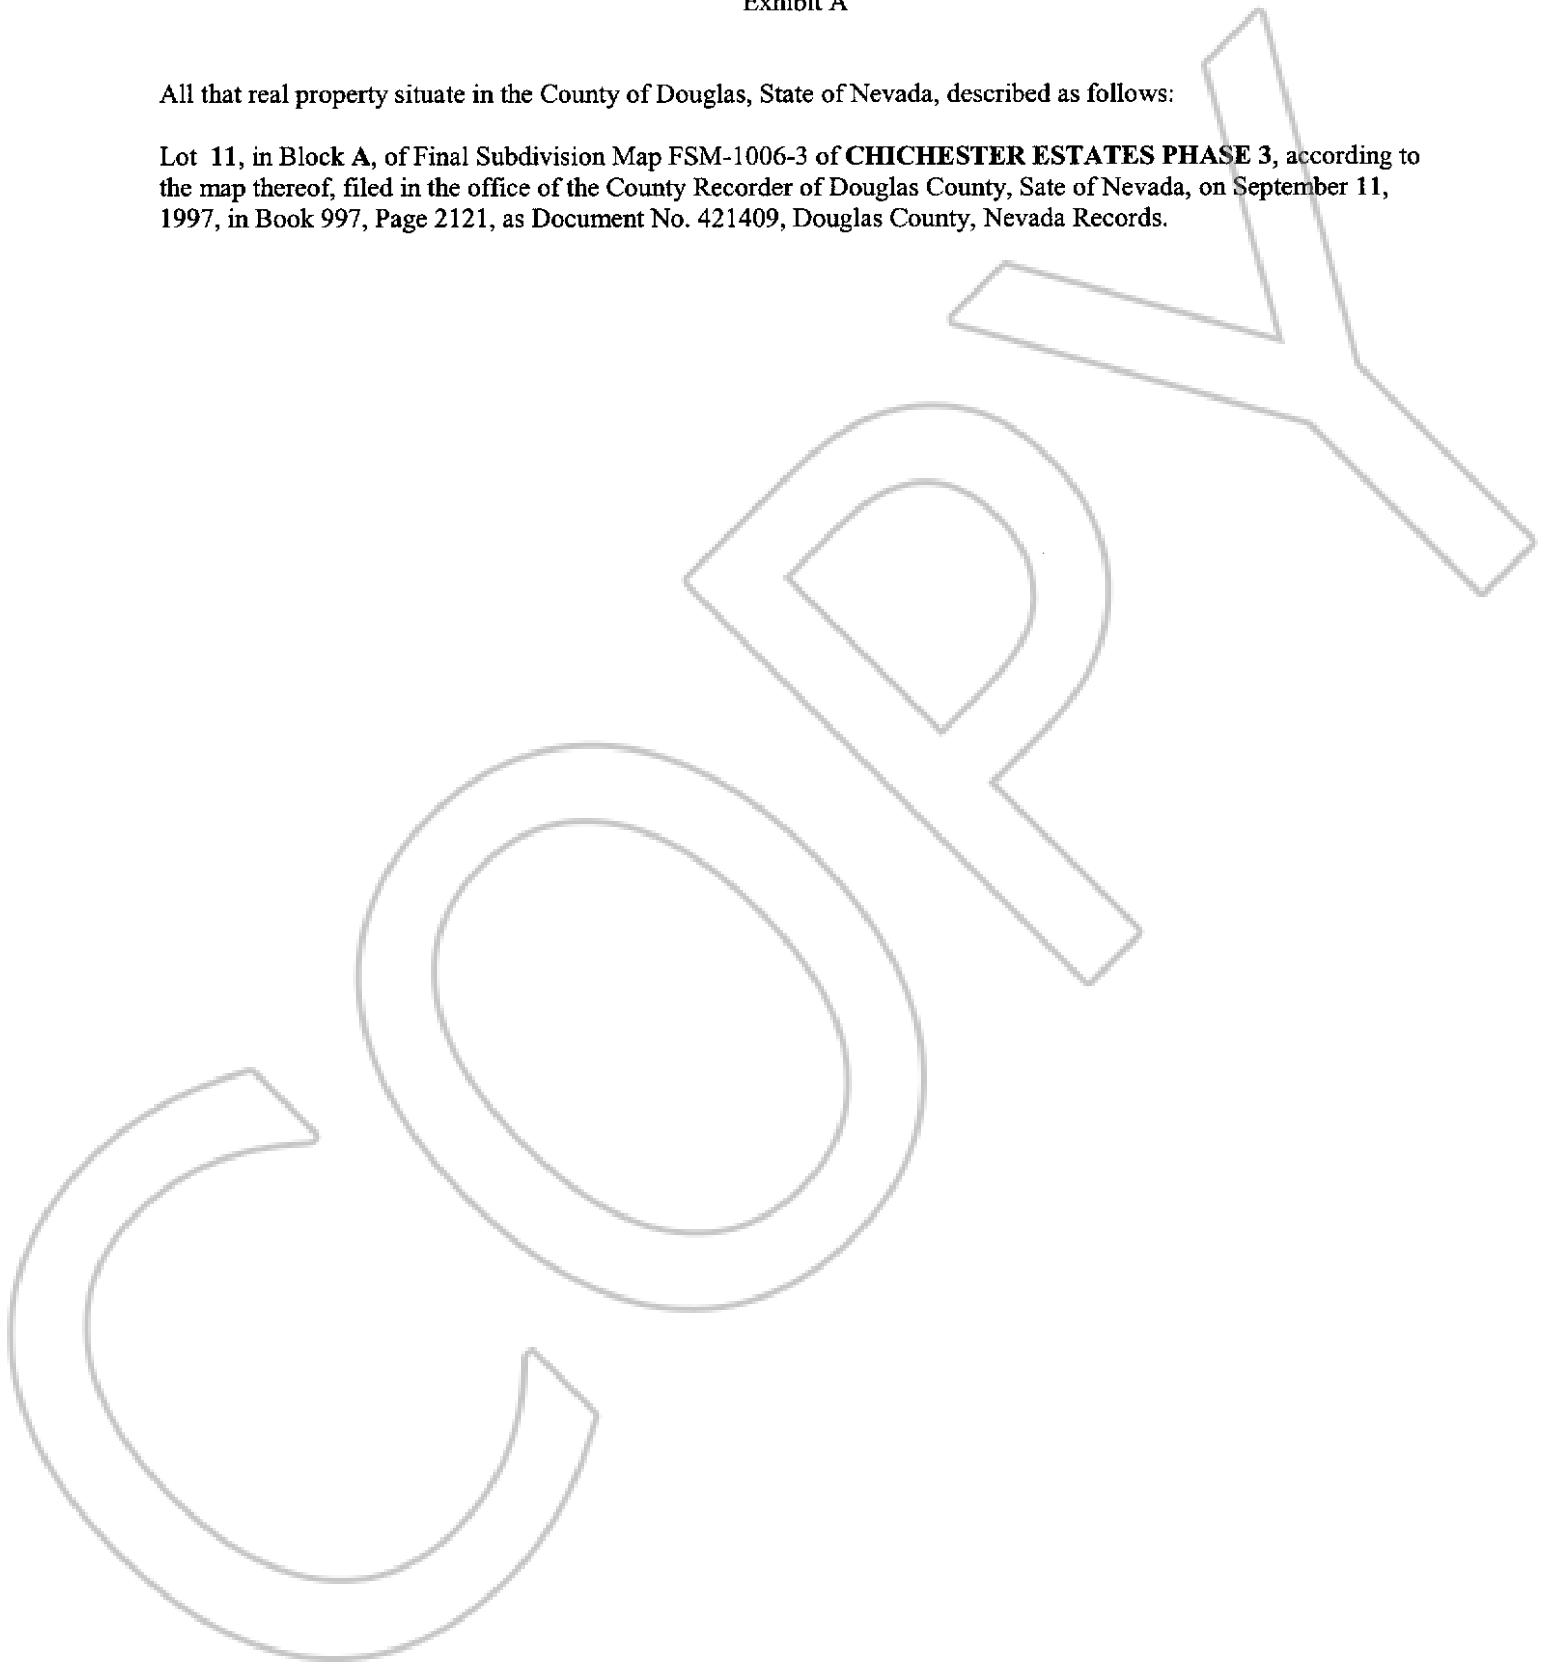 Exhibit A
All that real property situate in the County of Douglas, State of Nevada, described as follows:
Lot 11, in Block A, of Final Subdivision Map FSM-1006-3 of CHICHESTER ESTATES PHASE 3, according to
the map thereof, filed in the office of the County Recorder of Douglas County, Sate of Nevada, on September 11,
1997, in Book 997, Page 2121, as Document No. 421409, Douglas County, Nevada Records.
COPY